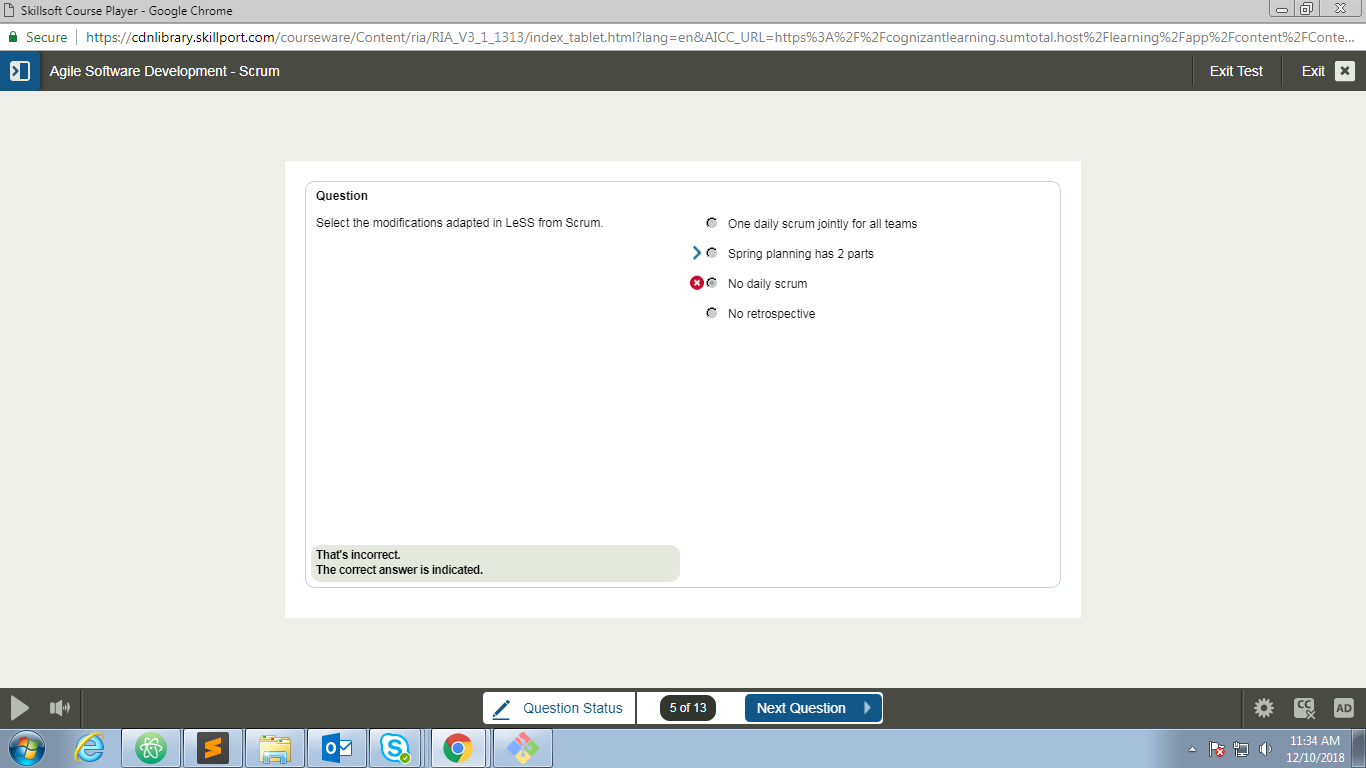 Skillsoft Course Player - Google Chrome
Secure https://cdnlibrary.skillport.com/courseware/Content/ria/RIA_V3_1_1313/index_tablet.html?lang=en&AICC_URL=https%3A%2F%2Fcognizantlearning.sumtotal.host%2Flearning%2Fapp%2Fcontent%2FConte...
Agile Software Development - Scrum Exit Test Exit
Question
Select the modifications adapted in LeSS from Scrum.
One daily scrum jointly for all teams
Spring planning has 2 parts
No daily scrum
No retrospective
That's incorrect.
The correct answer is indicated.
Question Status 5 of 13 Next Question CC AD
11:34 AM
12/10/2018